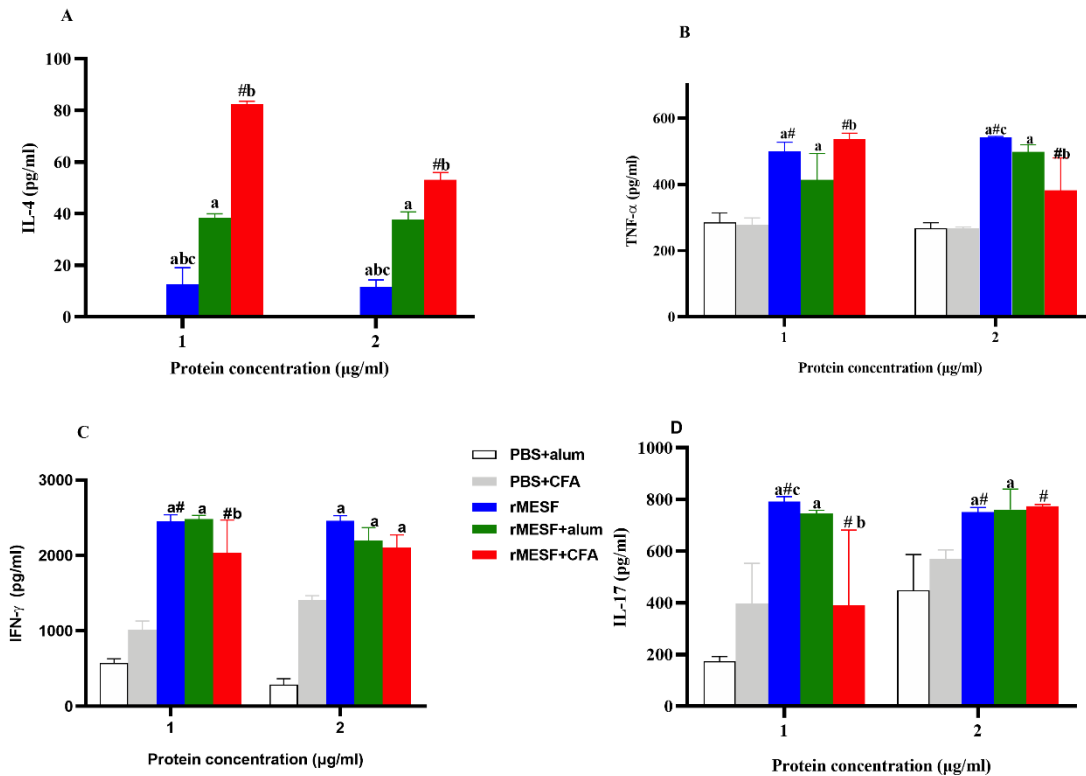 A
IL-4 (pg/ml)
100
80
60
40
20
0
abc
a
#b
abc
a
#b
1
2
Protein concentration (µg/ml)
B
TNF-α (pg/ml)
600
400
200
0
a#
a
#b
a#c
a
#b
1
2
Protein concentration (µg/ml)
C
IFN-γ (pg/ml)
3000
2000
1000
0
a#
a
#b
a
a
a
1
2
Protein concentration (µg/ml)
PBS+alum
PBS+CFA
rMESF
rMESF+alum
rMESF+CFA
D
IL-17 (pg/ml)
1000
800
600
400
200
0
a#c
a
# b
a#
a
#
1
2
Protein concentration (µg/ml)